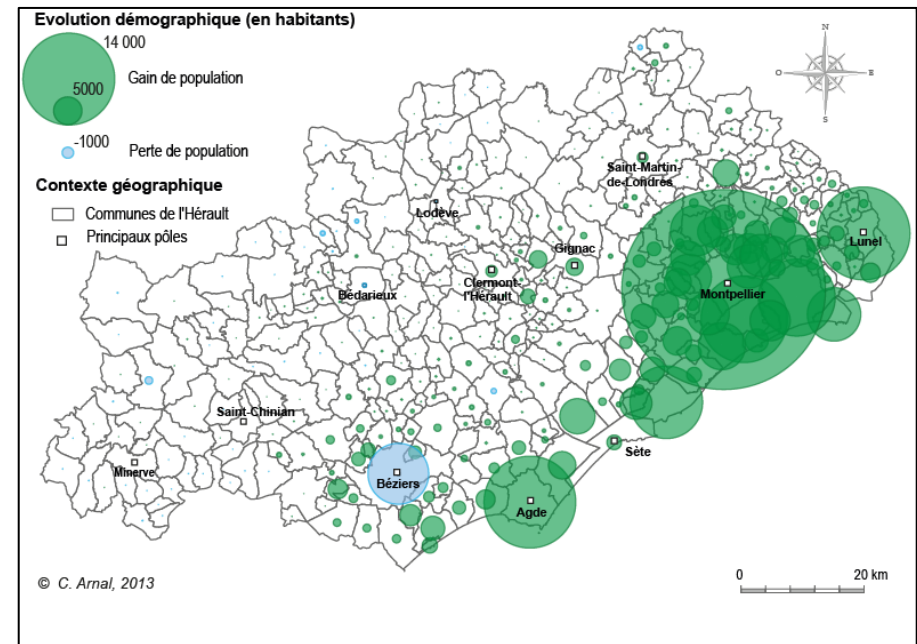 Evolution démographique (en habitants)
14 000
Gain de population
5000
-1000
Perte de population
Contexte géographique
Communes de l'Hérault
Principaux pôles
N
O
E
S
Saint-Martin-
de-Londres
Lodève
Lunel
Gignac
Clermont-
l'Hérault
Montpellier
Bédarieux
Saint-Chinian
Sète
Minerve
Béziers
Agde
© C. Arnal, 2013
0 20 km